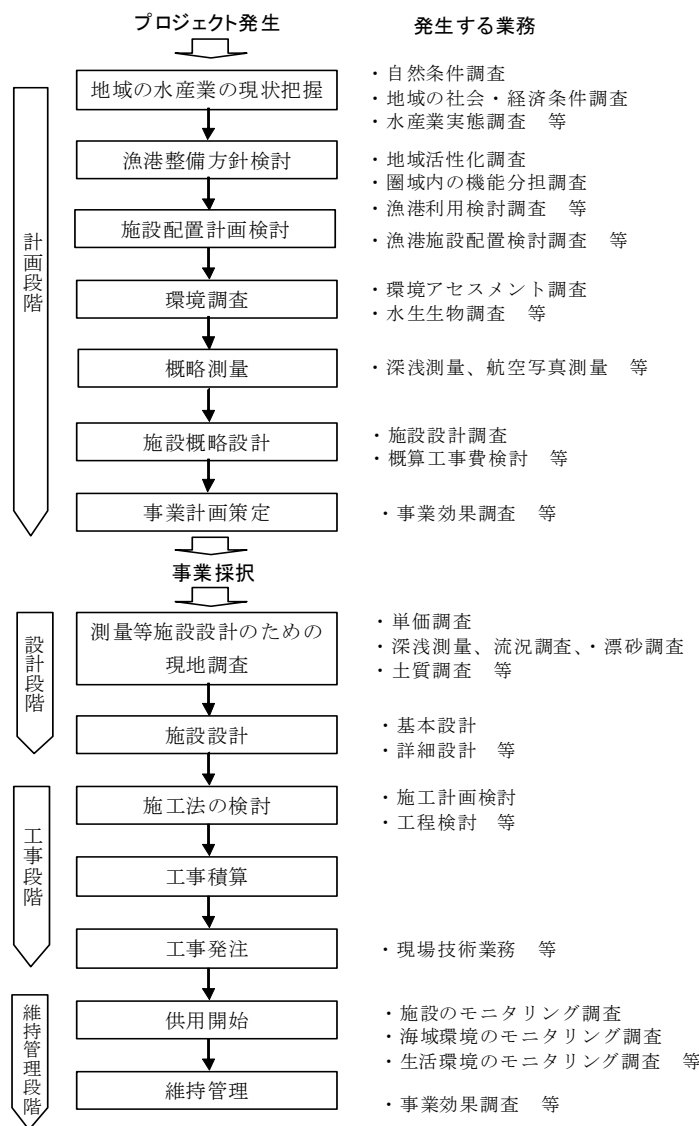 プロジェクト発生
発生する業務
計画段階
地域の水産業の現状把握
・自然条件調査
・地域の社会・経済条件調査
・水産業実態調査　等
漁港整備方針検討
・地域活性化調査
・圏域内の機能分担調査
・漁港利用検討調査　等
施設配置計画検討
・漁港施設配置検討調査　等
環境調査
・環境アセスメント調査
・水生生物調査　等
概略測量
・深浅測量、航空写真測量　等
施設概略設計
・施設設計調査
・概算工事費検討　等
事業計画策定
・事業効果調査　等
事業採択
設計段階
測量等施設設計のための
現地調査
・単価調査
・深浅測量、流況調査、・漂砂調査
・土質調査　等
施設設計
・基本設計
・詳細設計　等
工事段階
施工法の検討
・施工計画検討
・工程検討　等
工事積算
工事発注
・現場技術業務　等
維持管理段階
供用開始
・施設のモニタリング調査
・海域環境のモニタリング調査
・生活環境のモニタリング調査　等
維持管理
・事業効果調査　等